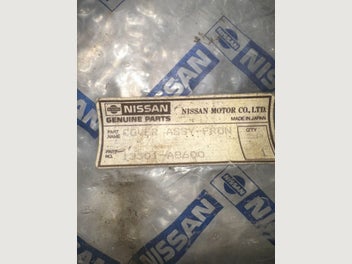 NISSAN
NISSAN
GENUINE PARTS
NISSAN MOTOR CO., LTD.
MADE IN JAPAN
PART NAME
COVER ASSY-FRON
QTY
PART NO.
13501-A8600
NISSAN
NISSAN
NISSAN